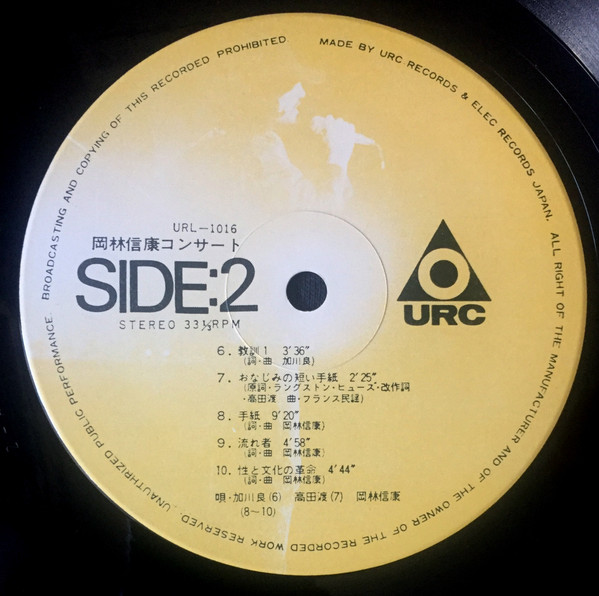 BROADCASTING AND COPYING OF THIS RECORDED PROHIBITED.
MADE BY URC RECORDS & ELEC RECORDS JAPAN. ALL RIGHT OF THE MANUFACTURER AND OF THE OWNER OF THE RECORDED WORK RESERVED. UNAUTHORIZED PUBLIC PERFORMANCE.
URL-1016
岡林信康コンサート
SIDE:2
STEREO 33⅓RPM
URC
6. 教訓1 3'36"
(詞・曲 加川良)
7. おなじみの短い手紙 2'25"
(原詞・ラングストン・ヒューズ・改作詞
・高田渡 曲・フランス民謡)
8. 手紙 9'20"
(詞・曲 岡林信康)
9. 流れ者 4'58"
(詞・曲 岡林信康)
10. 性と文化の革命 4'44"
(詞・曲 岡林信康)
唄・加川良(6) 高田渡(7) 岡林信康
(8~10)